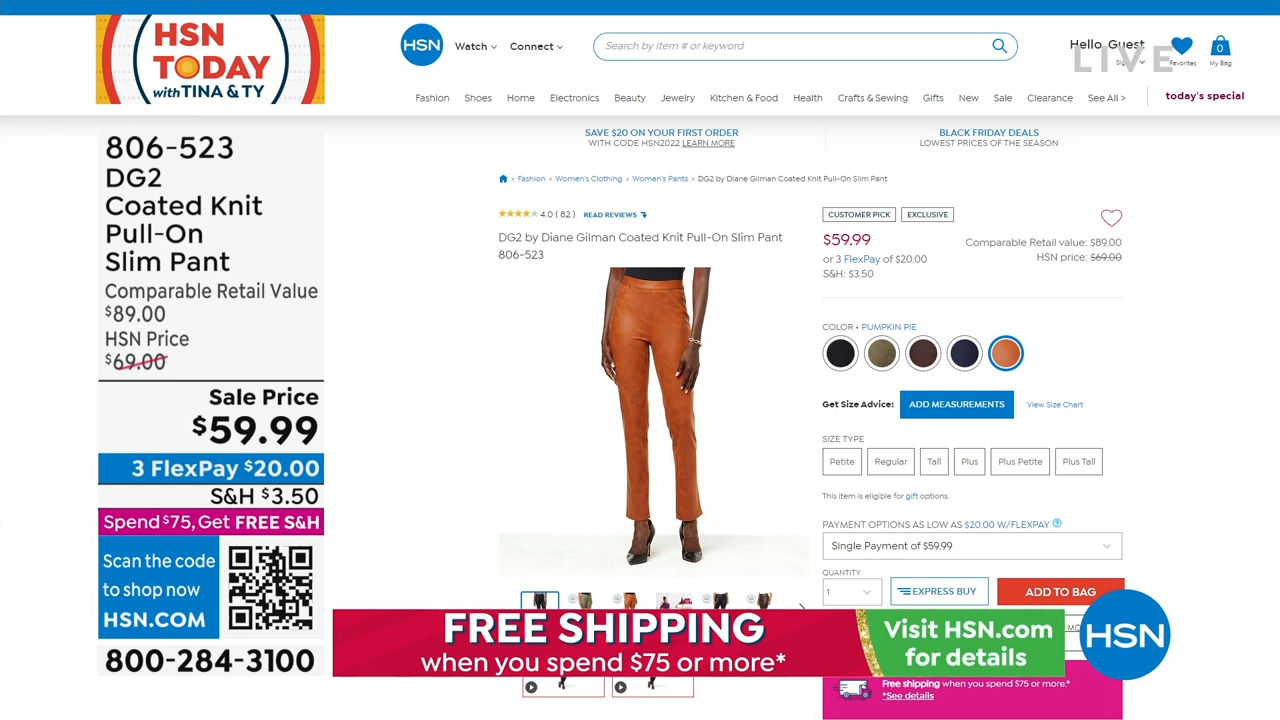 HSN
TODAY
with TINA & TY
806-523
DG2
Coated Knit
Pull-On
Slim Pant
Comparable Retail Value
$89.00
HSN Price
$69.00
Sale Price
$59.99
3 FlexPay $20.00
S&H $3.50
Spend $75, Get FREE S&H
Scan the code
to shop now
HSN.COM
800-284-3100
HSN
Watch
Connect
Search by item # or keyword
Hello, Guest
LIVE
Favorites
0
My Bag
Fashion Shoes Home Electronics Beauty Jewelry Kitchen & Food Health Crafts & Sewing Gifts New Sale Clearance See All > today's special
SAVE $20 ON YOUR FIRST ORDER
WITH CODE HSN2022 LEARN MORE
BLACK FRIDAY DEALS
LOWEST PRICES OF THE SEASON
> Fashion > Women's Clothing > Women's Pants > DG2 by Diane Gilman Coated Knit Pull-On Slim Pant
4.0 ( 82 ) READ REVIEWS
DG2 by Diane Gilman Coated Knit Pull-On Slim Pant
806-523
CUSTOMER PICK EXCLUSIVE
$59.99
or 3 FlexPay of $20.00
S&H: $3.50
Comparable Retail value: $89.00
HSN price: $69.00
COLOR • PUMPKIN PIE
Get Size Advice: ADD MEASUREMENTS View Size Chart
SIZE TYPE
Petite Regular Tall Plus Plus Petite Plus Tall
This item is eligible for gift options.
PAYMENT OPTIONS AS LOW AS $20.00 W/FLEXPAY
Single Payment of $59.99
QUANTITY
1
EXPRESS BUY
ADD TO BAG
FREE SHIPPING
when you spend $75 or more*
Visit HSN.com
for details
HSN
Free shipping when you spend $75 or more.*
*See details